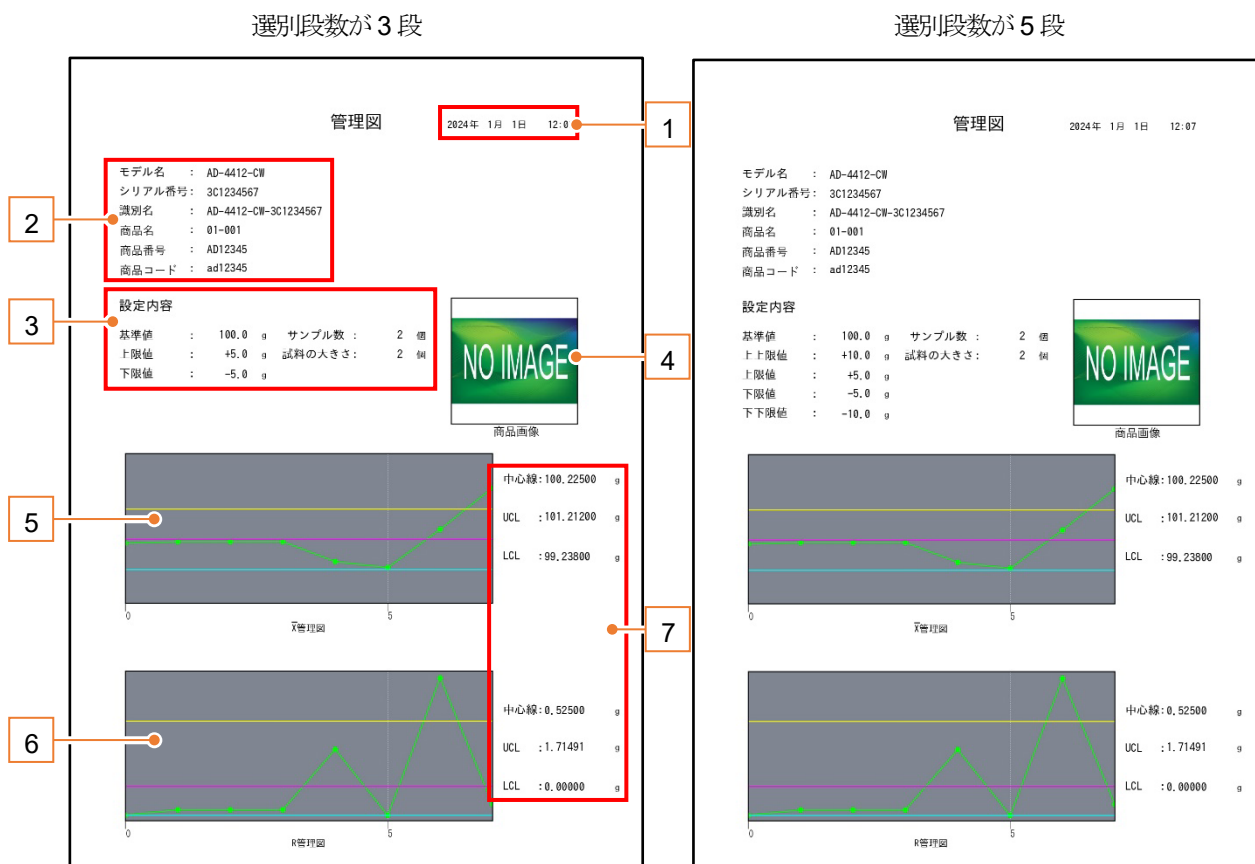 選別段数が 3 段
管理図
2024年 1月 1日 12:0
1
モデル名 : AD-4412-CW
シリアル番号: 3C1234567
識別名 : AD-4412-CW-3C1234567
商品名 : 01-001
商品番号 : AD12345
商品コード : ad12345
2
設定内容
基準値 : 100.0 g サンプル数 : 2 個
上限値 : +5.0 g 試料の大きさ: 2 個
下限値 : -5.0 g
3
NO IMAGE
4
商品画像
5
中心線:100.22500 g
UCL :101.21200 g
LCL :99.23800 g
0 5
X̅管理図
7
6
中心線:0.52500 g
UCL :1.71491 g
LCL :0.00000 g
0 5
R管理図
選別段数が 5 段
管理図
2024年 1月 1日 12:07
モデル名 : AD-4412-CW
シリアル番号: 3C1234567
識別名 : AD-4412-CW-3C1234567
商品名 : 01-001
商品番号 : AD12345
商品コード : ad12345
設定内容
基準値 : 100.0 g サンプル数 : 2 個
上上限値 : +10.0 g 試料の大きさ: 2 個
上限値 : +5.0 g
下限値 : -5.0 g
下下限値 : -10.0 g
NO IMAGE
商品画像
中心線:100.22500 g
UCL :101.21200 g
LCL :99.23800 g
0 5
X̅管理図
中心線:0.52500 g
UCL :1.71491 g
LCL :0.00000 g
0 5
R管理図